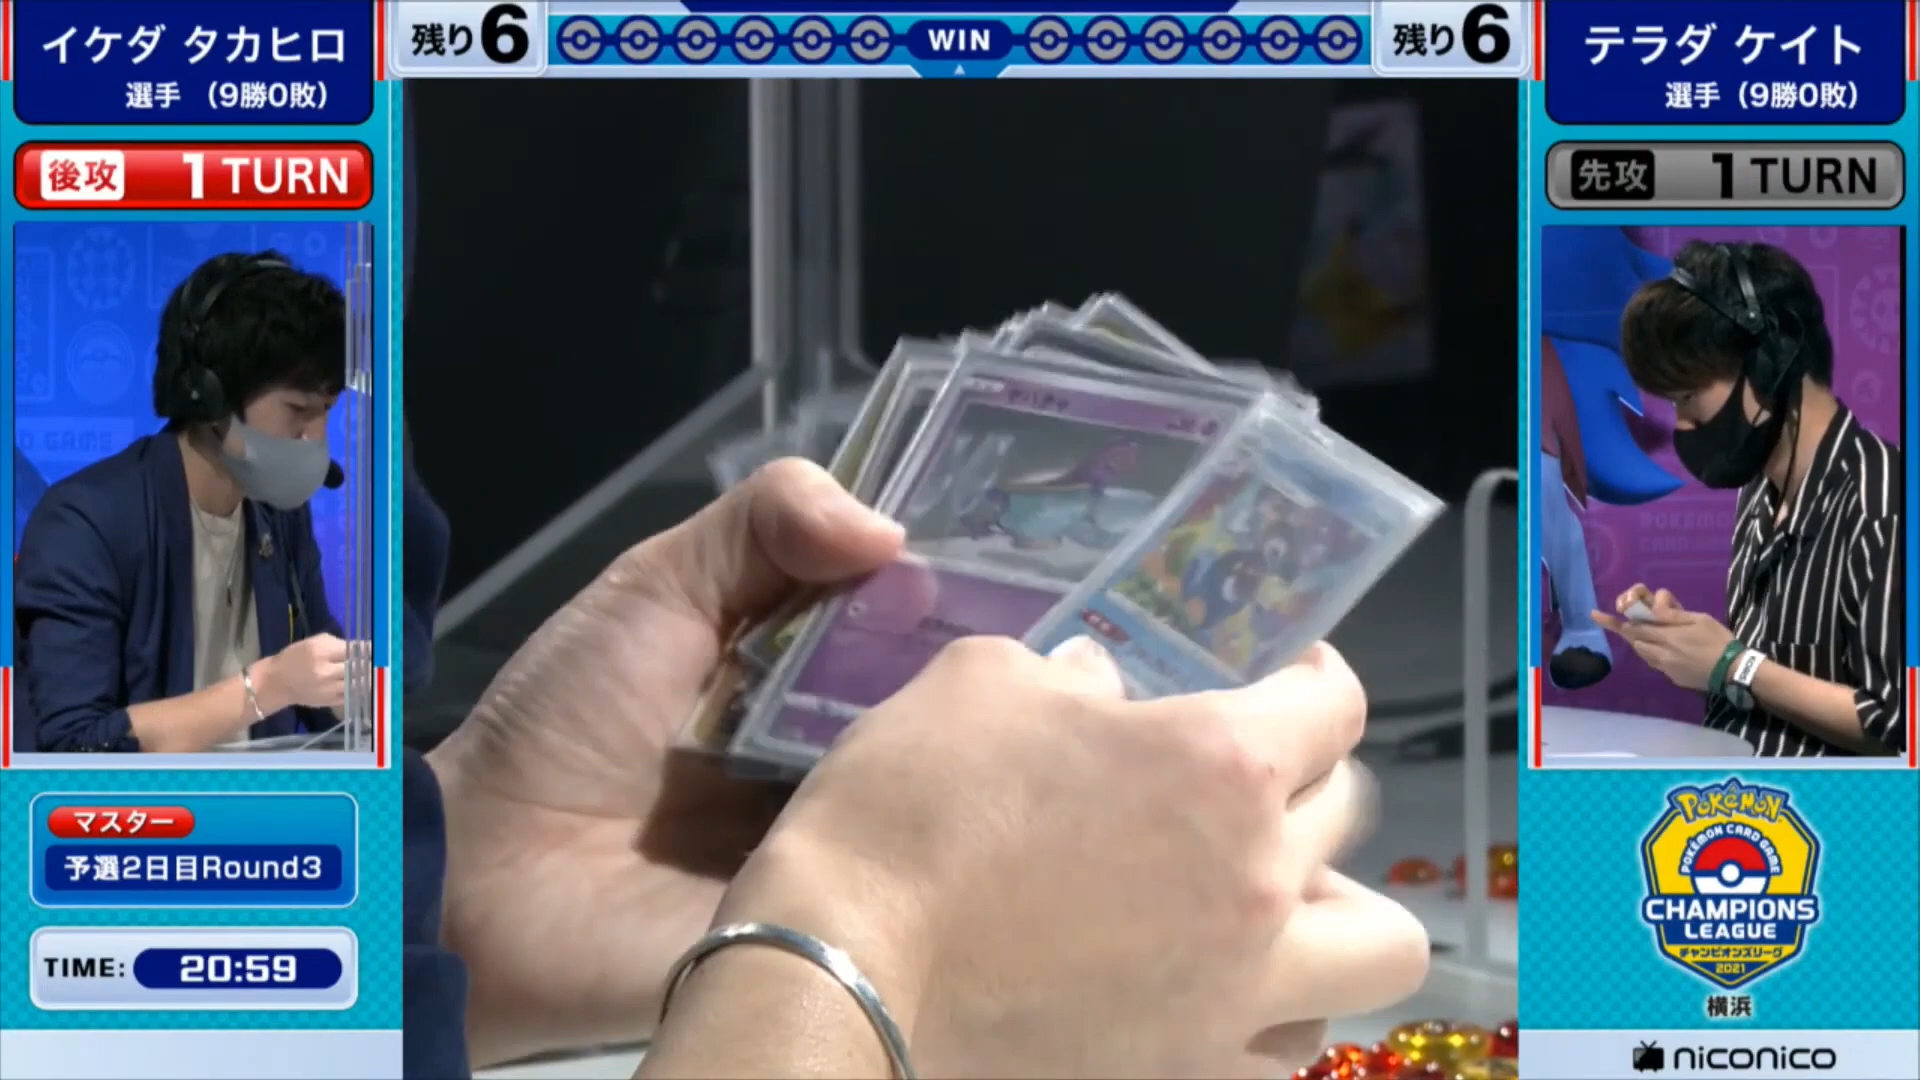 イケダ タカヒロ
選手 (9勝0敗)
残り6
WIN
残り6
テラダ ケイト
選手 (9勝0敗)
後攻 1 TURN
先攻 1 TURN
マスター
予選2日目Round3
TIME: 20:59
POKÉMON
POKÉMON CARD GAME
CHAMPIONS
LEAGUE
チャンピオンズリーグ
2021
横浜
niconico